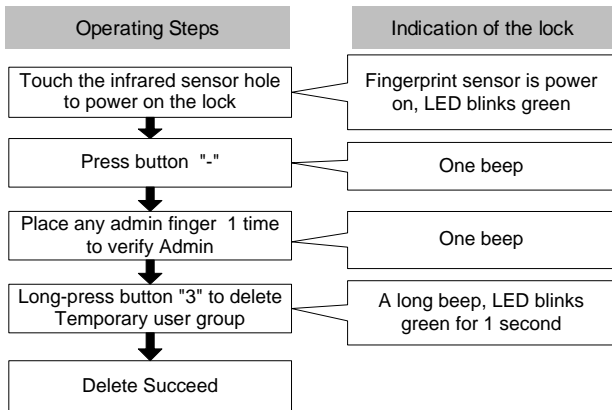 Operating Steps
Indication of the lock
Touch the infrared sensor hole
to power on the lock
Fingerprint sensor is power
on, LED blinks green
Press button "-"
One beep
Place any admin finger 1 time
to verify Admin
One beep
Long-press button "3" to delete
Temporary user group
A long beep, LED blinks
green for 1 second
Delete Succeed